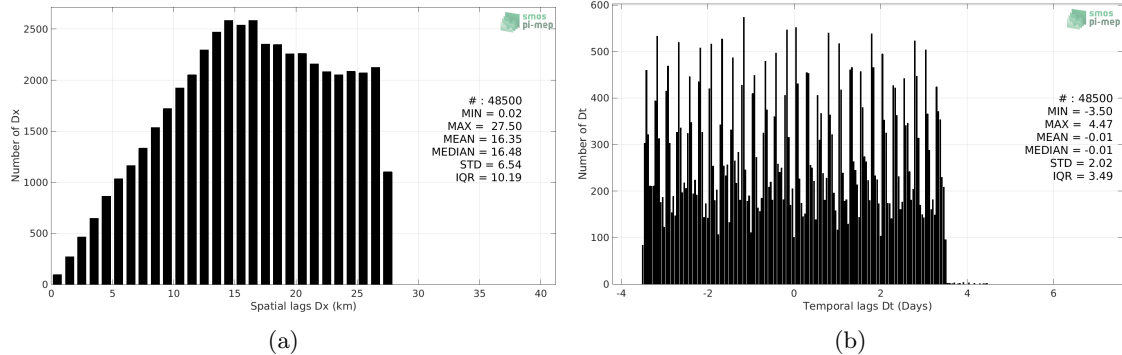 2500
2000
1500
1000
500
0
Number of Dx
0 5 10 15 20 25 30 35 40
Spatial lags Dx (km)
smos
pi-mep
# : 48500
MIN = 0.02
MAX = 27.50
MEAN = 16.35
MEDIAN = 16.48
STD = 6.54
IQR = 10.19
(a)
600
500
400
300
200
100
0
Number of Dt
-4 -2 0 2 4 6
Temporal lags Dt (Days)
smos
pi-mep
# : 48500
MIN = -3.50
MAX = 4.47
MEAN = -0.01
MEDIAN = -0.01
STD = 2.02
IQR = 3.49
(b)